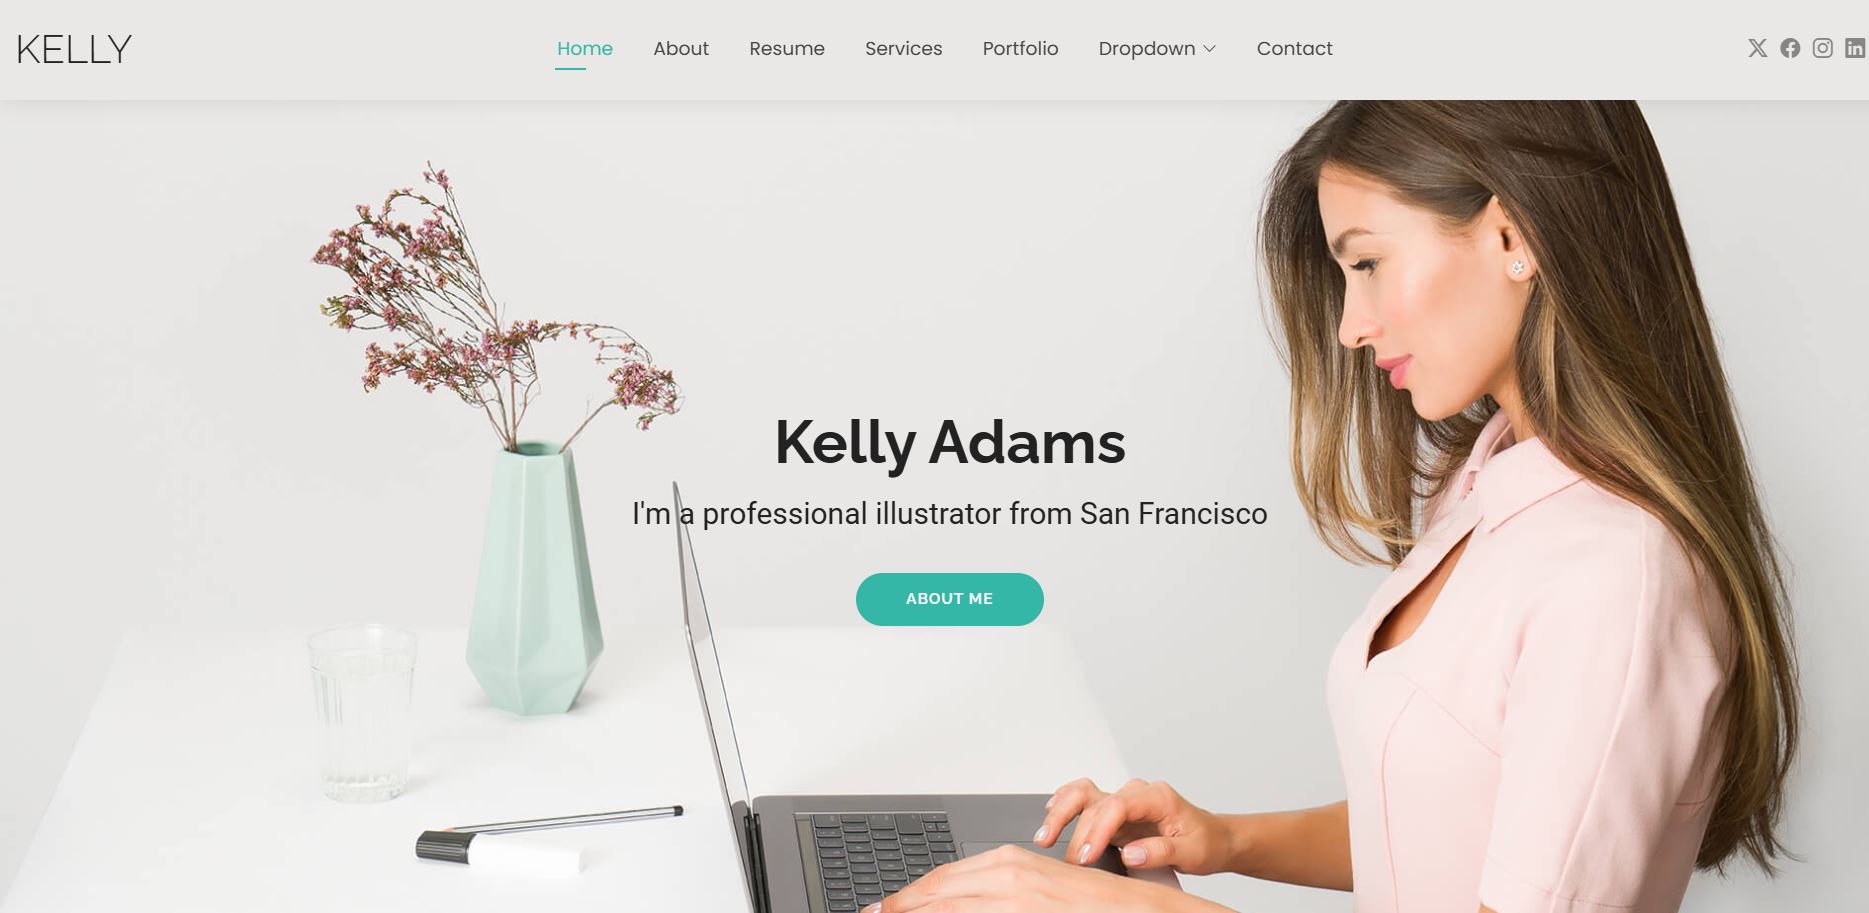 KELLY
Home About Resume Services Portfolio Dropdown Contact
Kelly Adams
I'm a professional illustrator from San Francisco
ABOUT ME